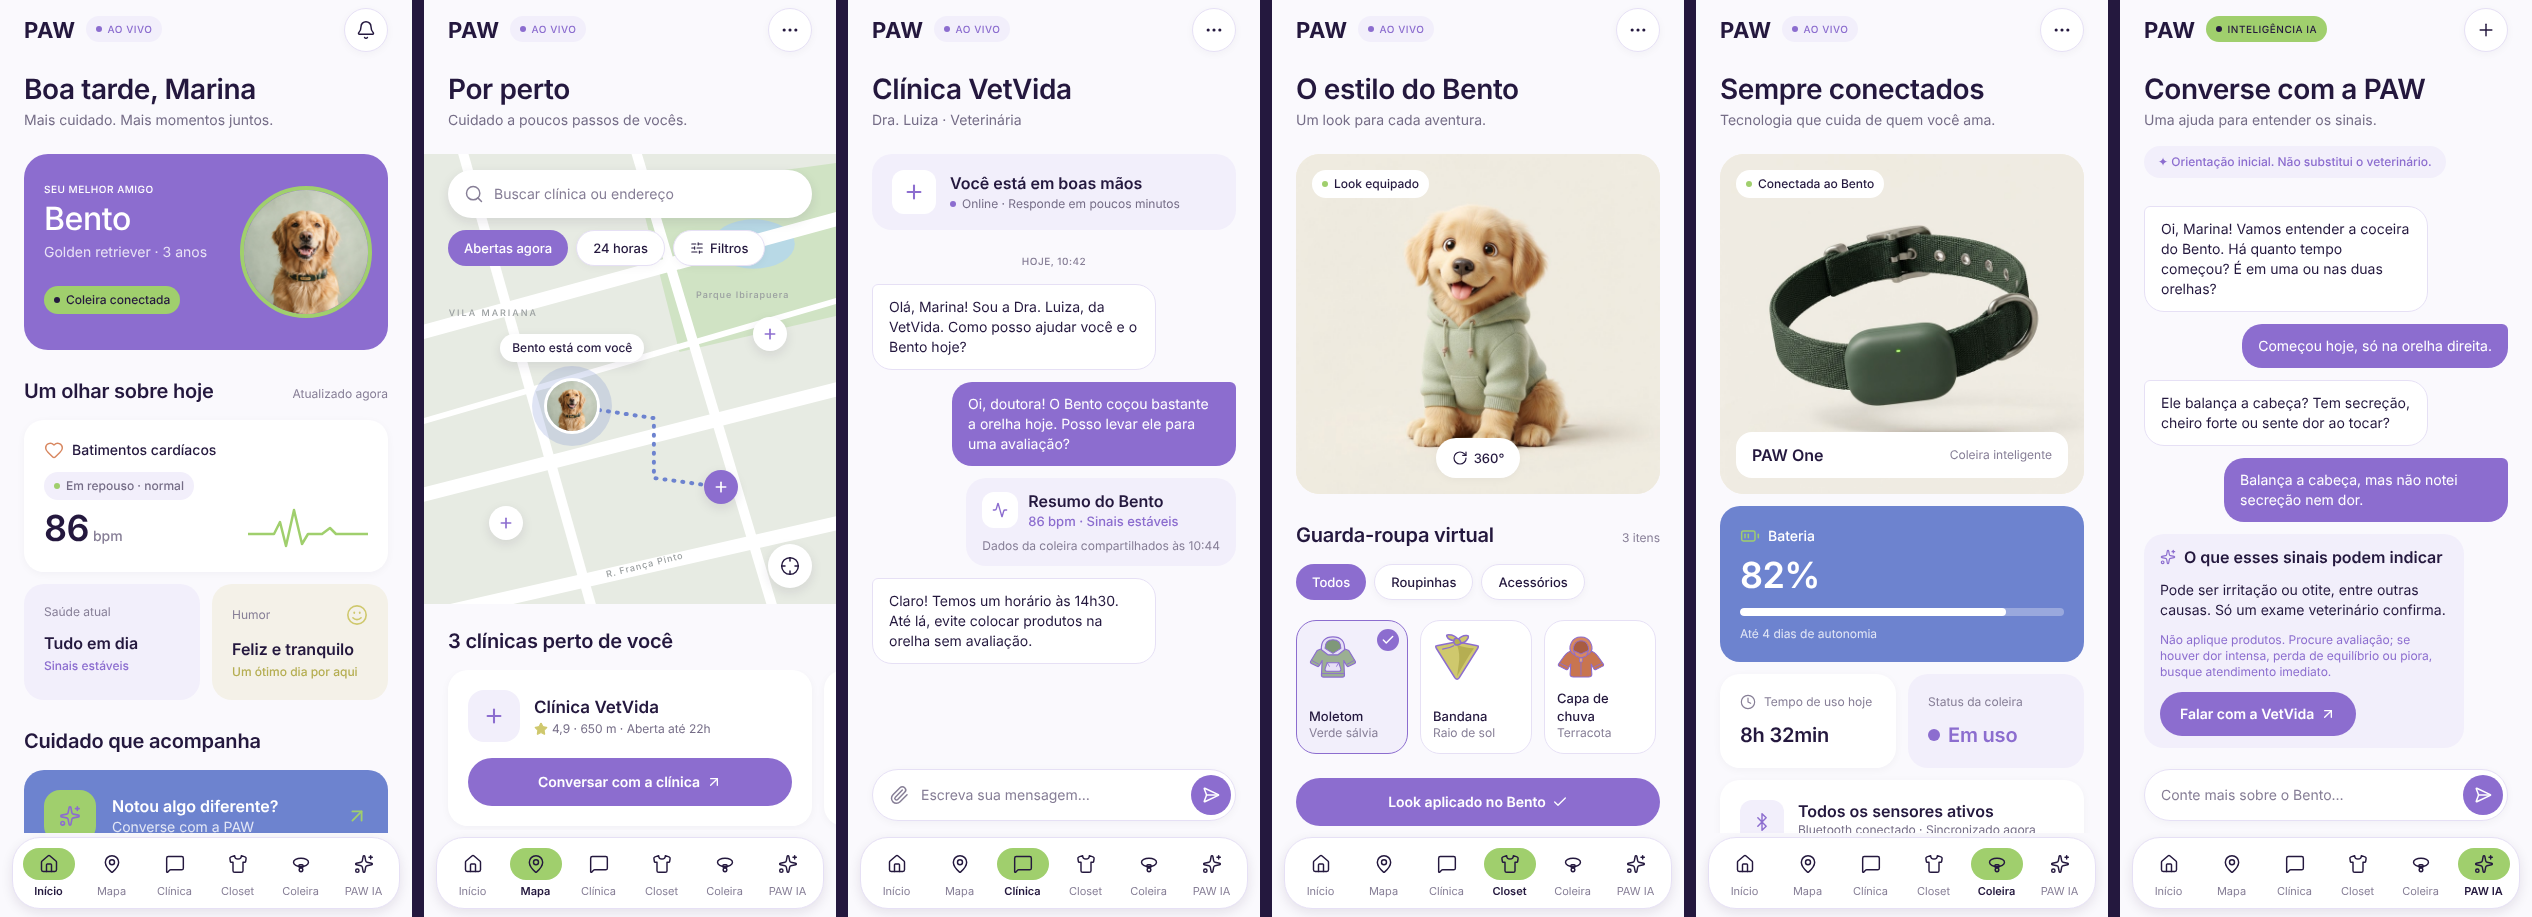 PAW
AO VIVO
Boa tarde, Marina
Mais cuidado. Mais momentos juntos.
SEU MELHOR AMIGO
Bento
Golden retriever · 3 anos
Coleira conectada
Um olhar sobre hoje
Atualizado agora
Batimentos cardíacos
Em repouso · normal
86 bpm
Saúde atual
Tudo em dia
Sinais estáveis
Humor
Feliz e tranquilo
Um ótimo dia por aqui
Cuidado que acompanha
Notou algo diferente?
Converse com a PAW
Início
Mapa
Clínica
Closet
Coleira
PAW IA
PAW
AO VIVO
Por perto
Cuidado a poucos passos de vocês.
Buscar clínica ou endereço
Abertas agora
24 horas
Filtros
Parque Ibirapuera
VILA MARIANA
Bento está com você
R. França Pinto
3 clínicas perto de você
Clínica VetVida
4,9 · 650 m · Aberta até 22h
Conversar com a clínica
Início
Mapa
Clínica
Closet
Coleira
PAW IA
PAW
AO VIVO
Clínica VetVida
Dra. Luiza · Veterinária
Você está em boas mãos
Online · Responde em poucos minutos
HOJE, 10:42
Olá, Marina! Sou a Dra. Luiza, da
VetVida. Como posso ajudar você e o
Bento hoje?
Oi, doutora! O Bento coçou bastante
a orelha hoje. Posso levar ele para
uma avaliação?
Resumo do Bento
86 bpm · Sinais estáveis
Dados da coleira compartilhados às 10:44
Claro! Temos um horário às 14h30.
Até lá, evite colocar produtos na
orelha sem avaliação.
Escreva sua mensagem...
Início
Mapa
Clínica
Closet
Coleira
PAW IA
PAW
AO VIVO
O estilo do Bento
Um look para cada aventura.
Look equipado
360°
Guarda-roupa virtual
3 itens
Todos
Roupinhas
Acessórios
Moletom
Verde sálvia
Bandana
Raio de sol
Capa de
chuva
Terracota
Look aplicado no Bento
Início
Mapa
Clínica
Closet
Coleira
PAW IA
PAW
AO VIVO
Sempre conectados
Tecnologia que cuida de quem você ama.
Conectada ao Bento
PAW One
Coleira inteligente
Bateria
82%
Até 4 dias de autonomia
Tempo de uso hoje
8h 32min
Status da coleira
Em uso
Todos os sensores ativos
Bluetooth conectado · Sincronizado agora
Início
Mapa
Clínica
Closet
Coleira
PAW IA
PAW
INTELIGÊNCIA IA
Converse com a PAW
Uma ajuda para entender os sinais.
Orientação inicial. Não substitui o veterinário.
Oi, Marina! Vamos entender a coceira
do Bento. Há quanto tempo
começou? É em uma ou nas duas
orelhas?
Começou hoje, só na orelha direita.
Ele balança a cabeça? Tem secreção,
cheiro forte ou sente dor ao tocar?
Balança a cabeça, mas não notei
secreção nem dor.
O que esses sinais podem indicar
Pode ser irritação ou otite, entre outras
causas. Só um exame veterinário confirma.
Não aplique produtos. Procure avaliação; se
houver dor intensa, perda de equilíbrio ou piora,
busque atendimento imediato.
Falar com a VetVida
Conte mais sobre o Bento...
Início
Mapa
Clínica
Closet
Coleira
PAW IA